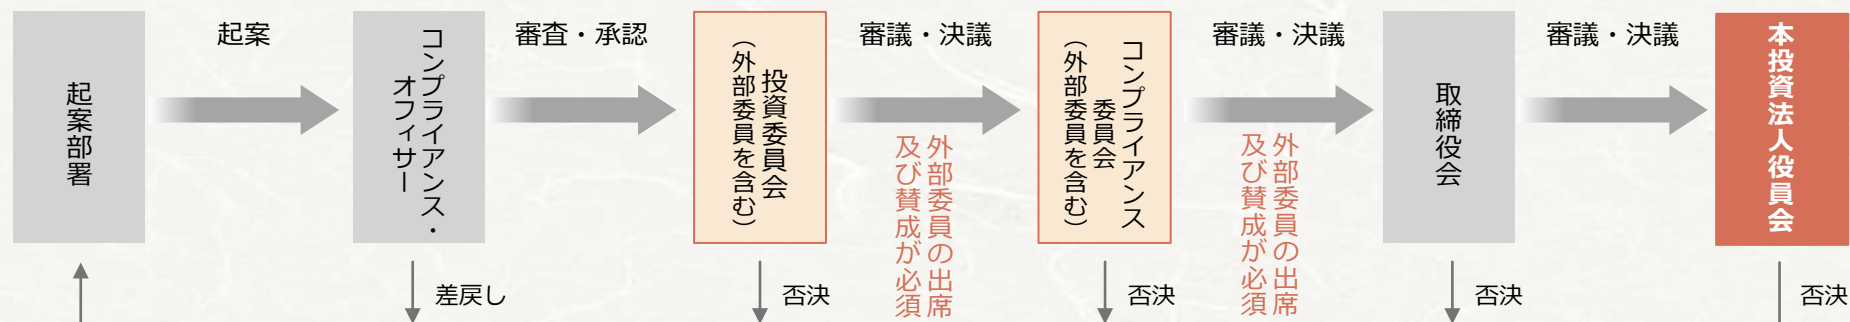 起案部署
起案
コンプライアンス・
オフィサー
審査・承認
投資委員会
（外部委員を含む）
審議・決議
外部委員の出席
及び賛成が必須
コンプライアンス
委員会
（外部委員を含む）
審議・決議
外部委員の出席
及び賛成が必須
取締役会
審議・決議
本投資法人役員会
差戻し
否決
否決
否決
否決